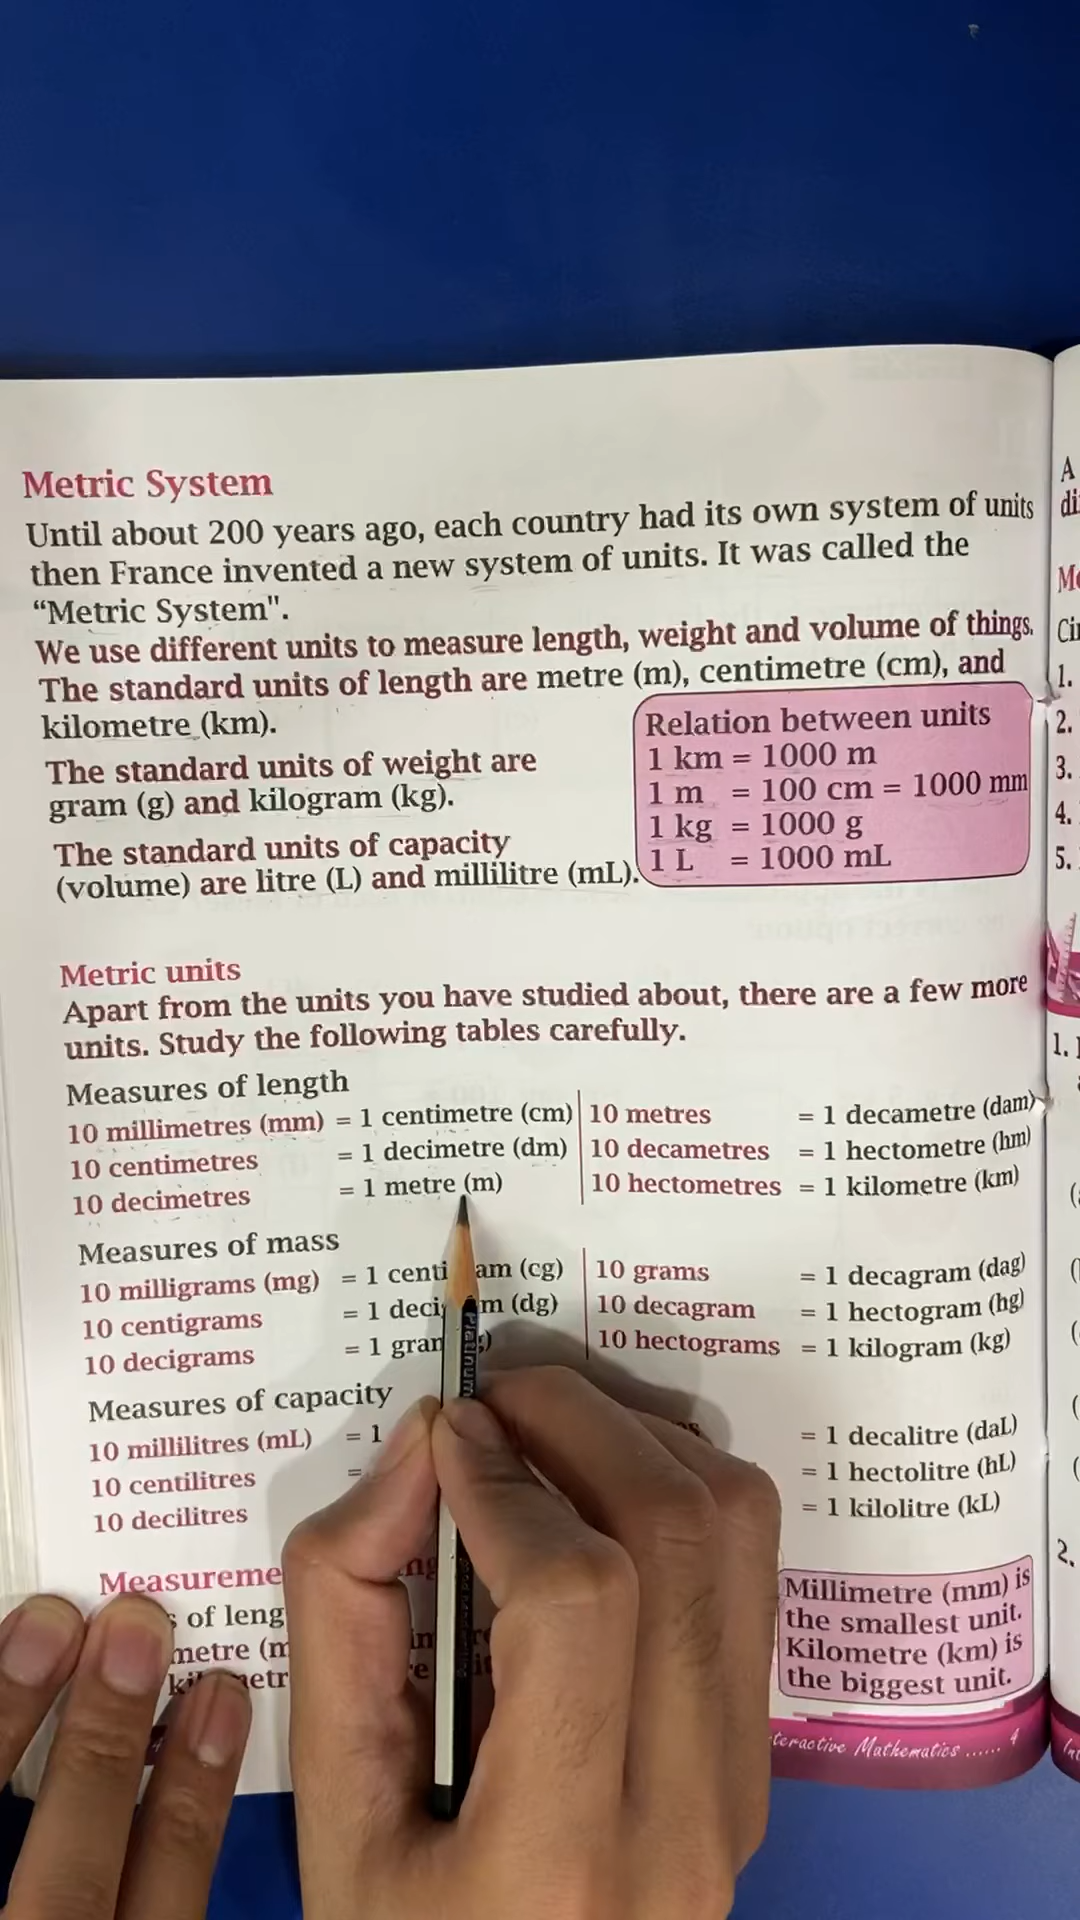 Metric System
Until about 200 years ago, each country had its own system of units
then France invented a new system of units. It was called the
“Metric System".
We use different units to measure length, weight and volume of things.
The standard units of length are metre (m), centimetre (cm), and
kilometre (km).
The standard units of weight are
gram (g) and kilogram (kg).
The standard units of capacity
(volume) are litre (L) and millilitre (mL).
Relation between units
1 km = 1000 m
1 m = 100 cm = 1000 mm
1 kg = 1000 g
1 L = 1000 mL
Metric units
Apart from the units you have studied about, there are a few more
units. Study the following tables carefully.
Measures of length
10 millimetres (mm) = 1 centimetre (cm) 10 metres = 1 decametre (dam)
10 centimetres = 1 decimetre (dm) 10 decametres = 1 hectometre (hm)
10 decimetres = 1 metre (m) 10 hectometres = 1 kilometre (km)
Measures of mass
10 milligrams (mg) = 1 (cg) 10 grams = 1 decagram (dag)
10 centigrams = 1 (dg) 10 decagram = 1 hectogram (hg)
10 decigrams = 1 10 hectograms = 1 kilogram (kg)
Measures of capacity
10 millilitres (mL) = 1 = 1 decalitre (daL)
10 centilitres = = 1 hectolitre (hL)
10 decilitres = 1 kilolitre (kL)
of
(m
Millimetre (mm) is
the smallest unit.
Kilometre (km) is
the biggest unit.
Mathematics ...... 4
Platinum
A
1.
2.
3.
4.
5.
1.
2.